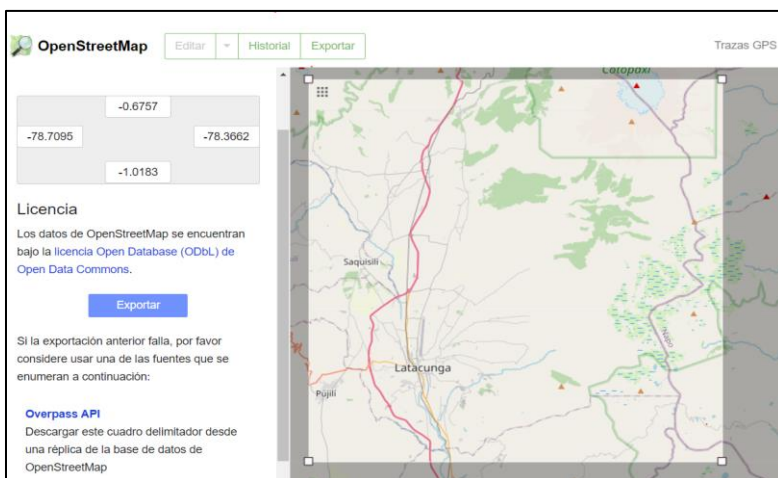 OpenStreetMap
Editar
Historial
Exportar
Trazas GPS
-0.6757
-78.7095
-78.3662
-1.0183
Licencia
Los datos de OpenStreetMap se encuentran
bajo la licencia Open Database (ODbL) de
Open Data Commons.
Exportar
Si la exportación anterior falla, por favor
considere usar una de las fuentes que se
enumeran a continuación:
Overpass API
Descargar este cuadro delimitador desde
una réplica de la base de datos de
OpenStreetMap
Cotopaxi
Saquisilí
Latacunga
Pujilí